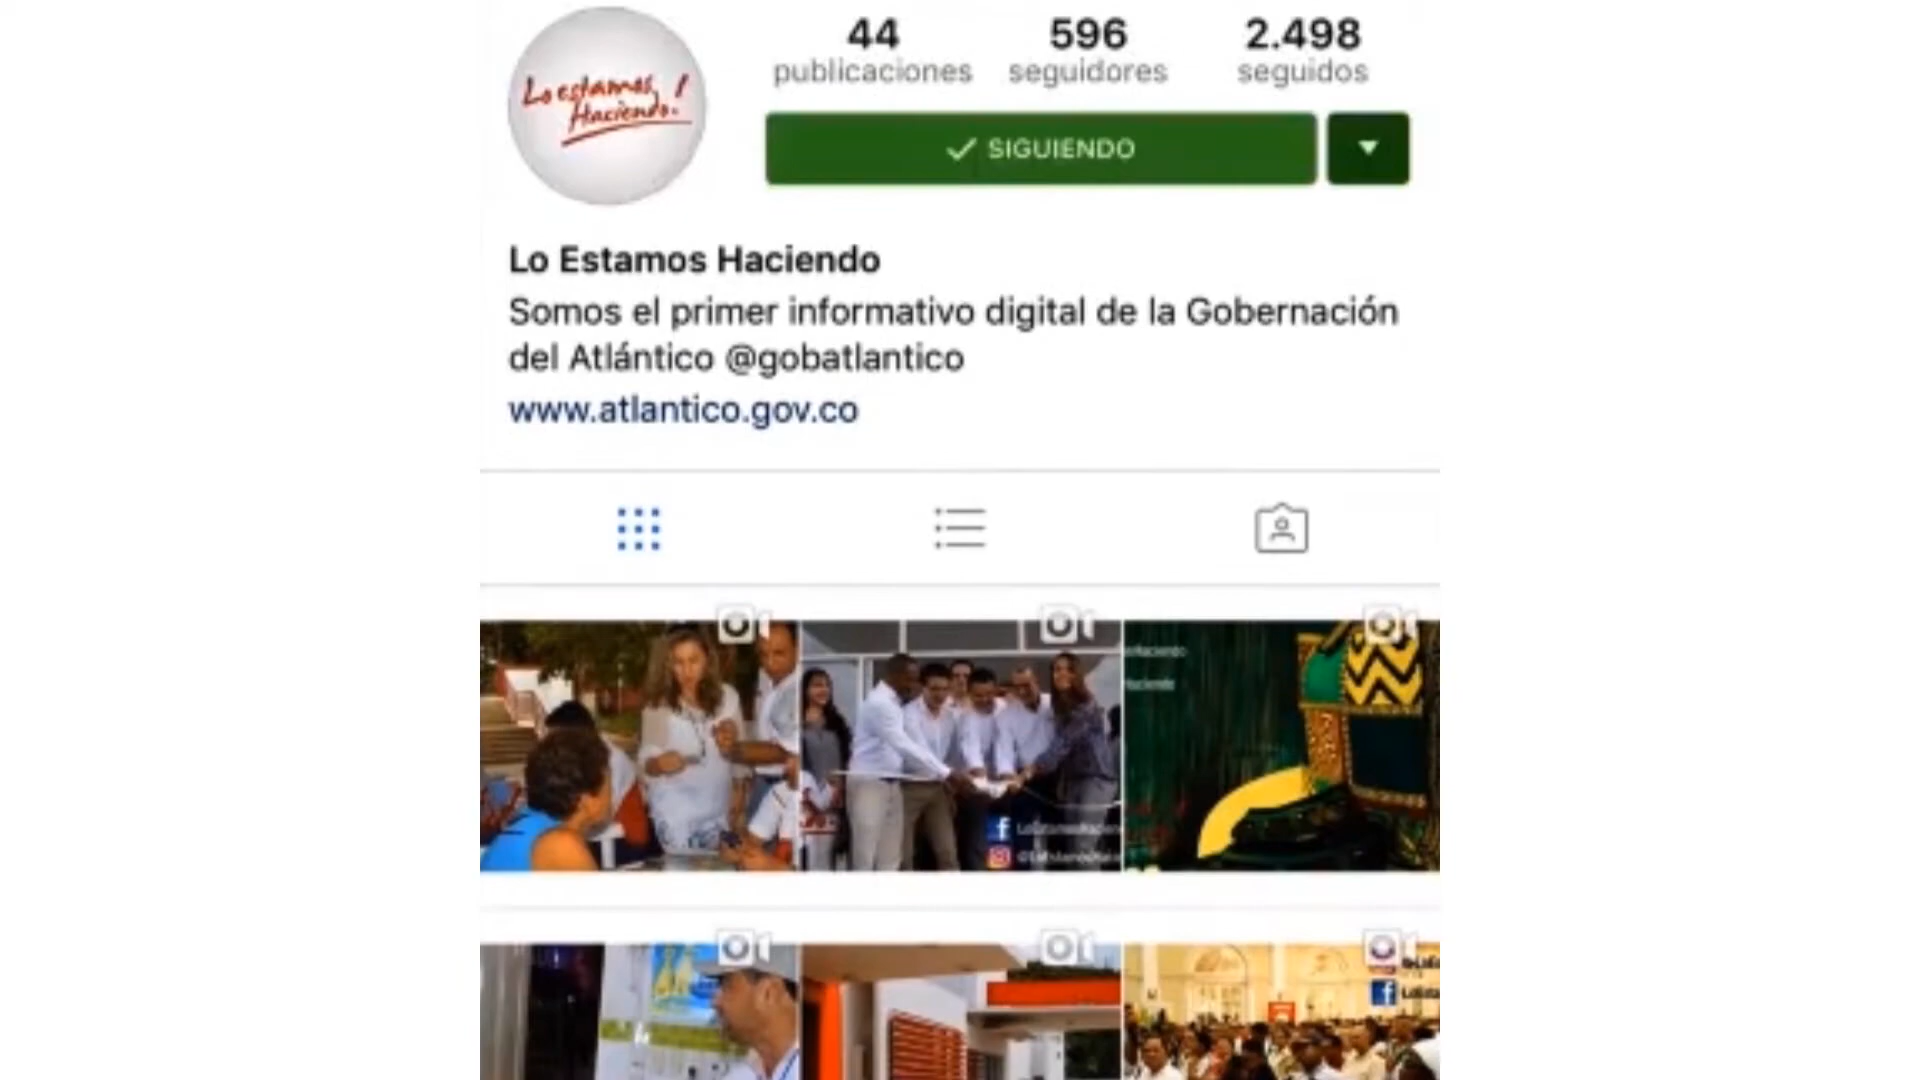 44 596 2.498
publicaciones seguidores seguidos
Lo estamos
Haciendo!
✓ SIGUIENDO
Lo Estamos Haciendo
Somos el primer informativo digital de la Gobernación
del Atlántico @gobatlantico
www.atlantico.gov.co